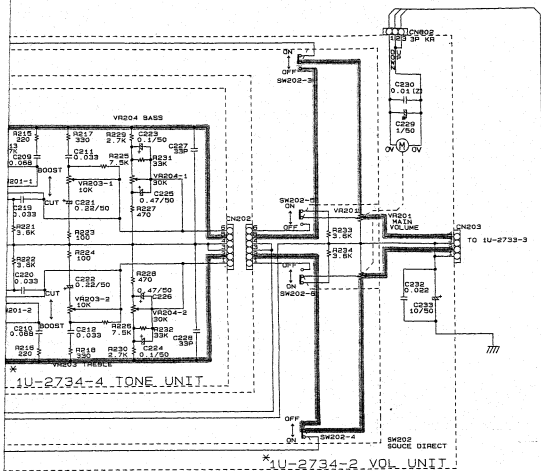 CN802
3P KR
1 2 3
DOWN
UP
ON
OFF
SW202-3
C230
0.01(Z)
C229
1/50
0V
M
0V
VR204 BASS
R215
220
R217
330
R229
2.7K
C223
0.1/50
C227
33P
C209
0.068
C211
0.033
R225
7.5K
R231
33K
BOOST
VR203-1
10K
VR204-1
30K
C225
0.47/50
201-1
C219
0.033
CUT
C221
0.22/50
R227
470
R221
3.6K
R223
100
R224
100
CN202
SW202-5
ON
OFF
VR201
VR201
MAIN
VOLUME
R233
3.6K
R234
3.6K
CN203
TO 1U-2733-3
R222
3.6K
C220
0.033
C222
0.22/50
R228
470
0.47/50
C226
OFF
ON
SW202-6
CUT
VR203-2
10K
VR204-2
30K
C232
0.022
C233
10/50
201-2
BOOST
C210
0.068
C212
0.033
R226
7.5K
R232
33K
C228
33P
R216
220
R218
330
R230
2.7K
C224
0.1/50
VR203 TREBLE
*1U-2734-4 TONE UNIT
OFF
ON
SW202-4
SW202
SOUCE DIRECT
*1U-2734-2 VOL UNIT